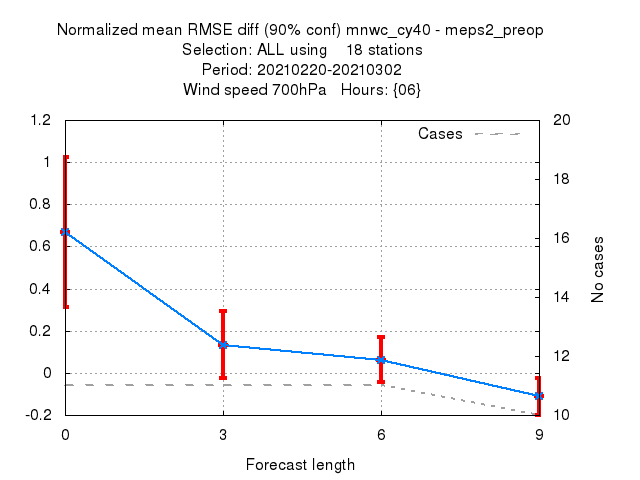 Normalized mean RMSE diff (90% conf) mnwc_cy40 - meps2_preop
Selection: ALL using 18 stations
Period: 20210220-20210302
Wind speed 700hPa Hours: {06}
1.2 20
Cases
1
18
0.8
16
0.6
0.4
14
No cases
0.2
12
0
-0.2 10
0 3 6 9
Forecast length